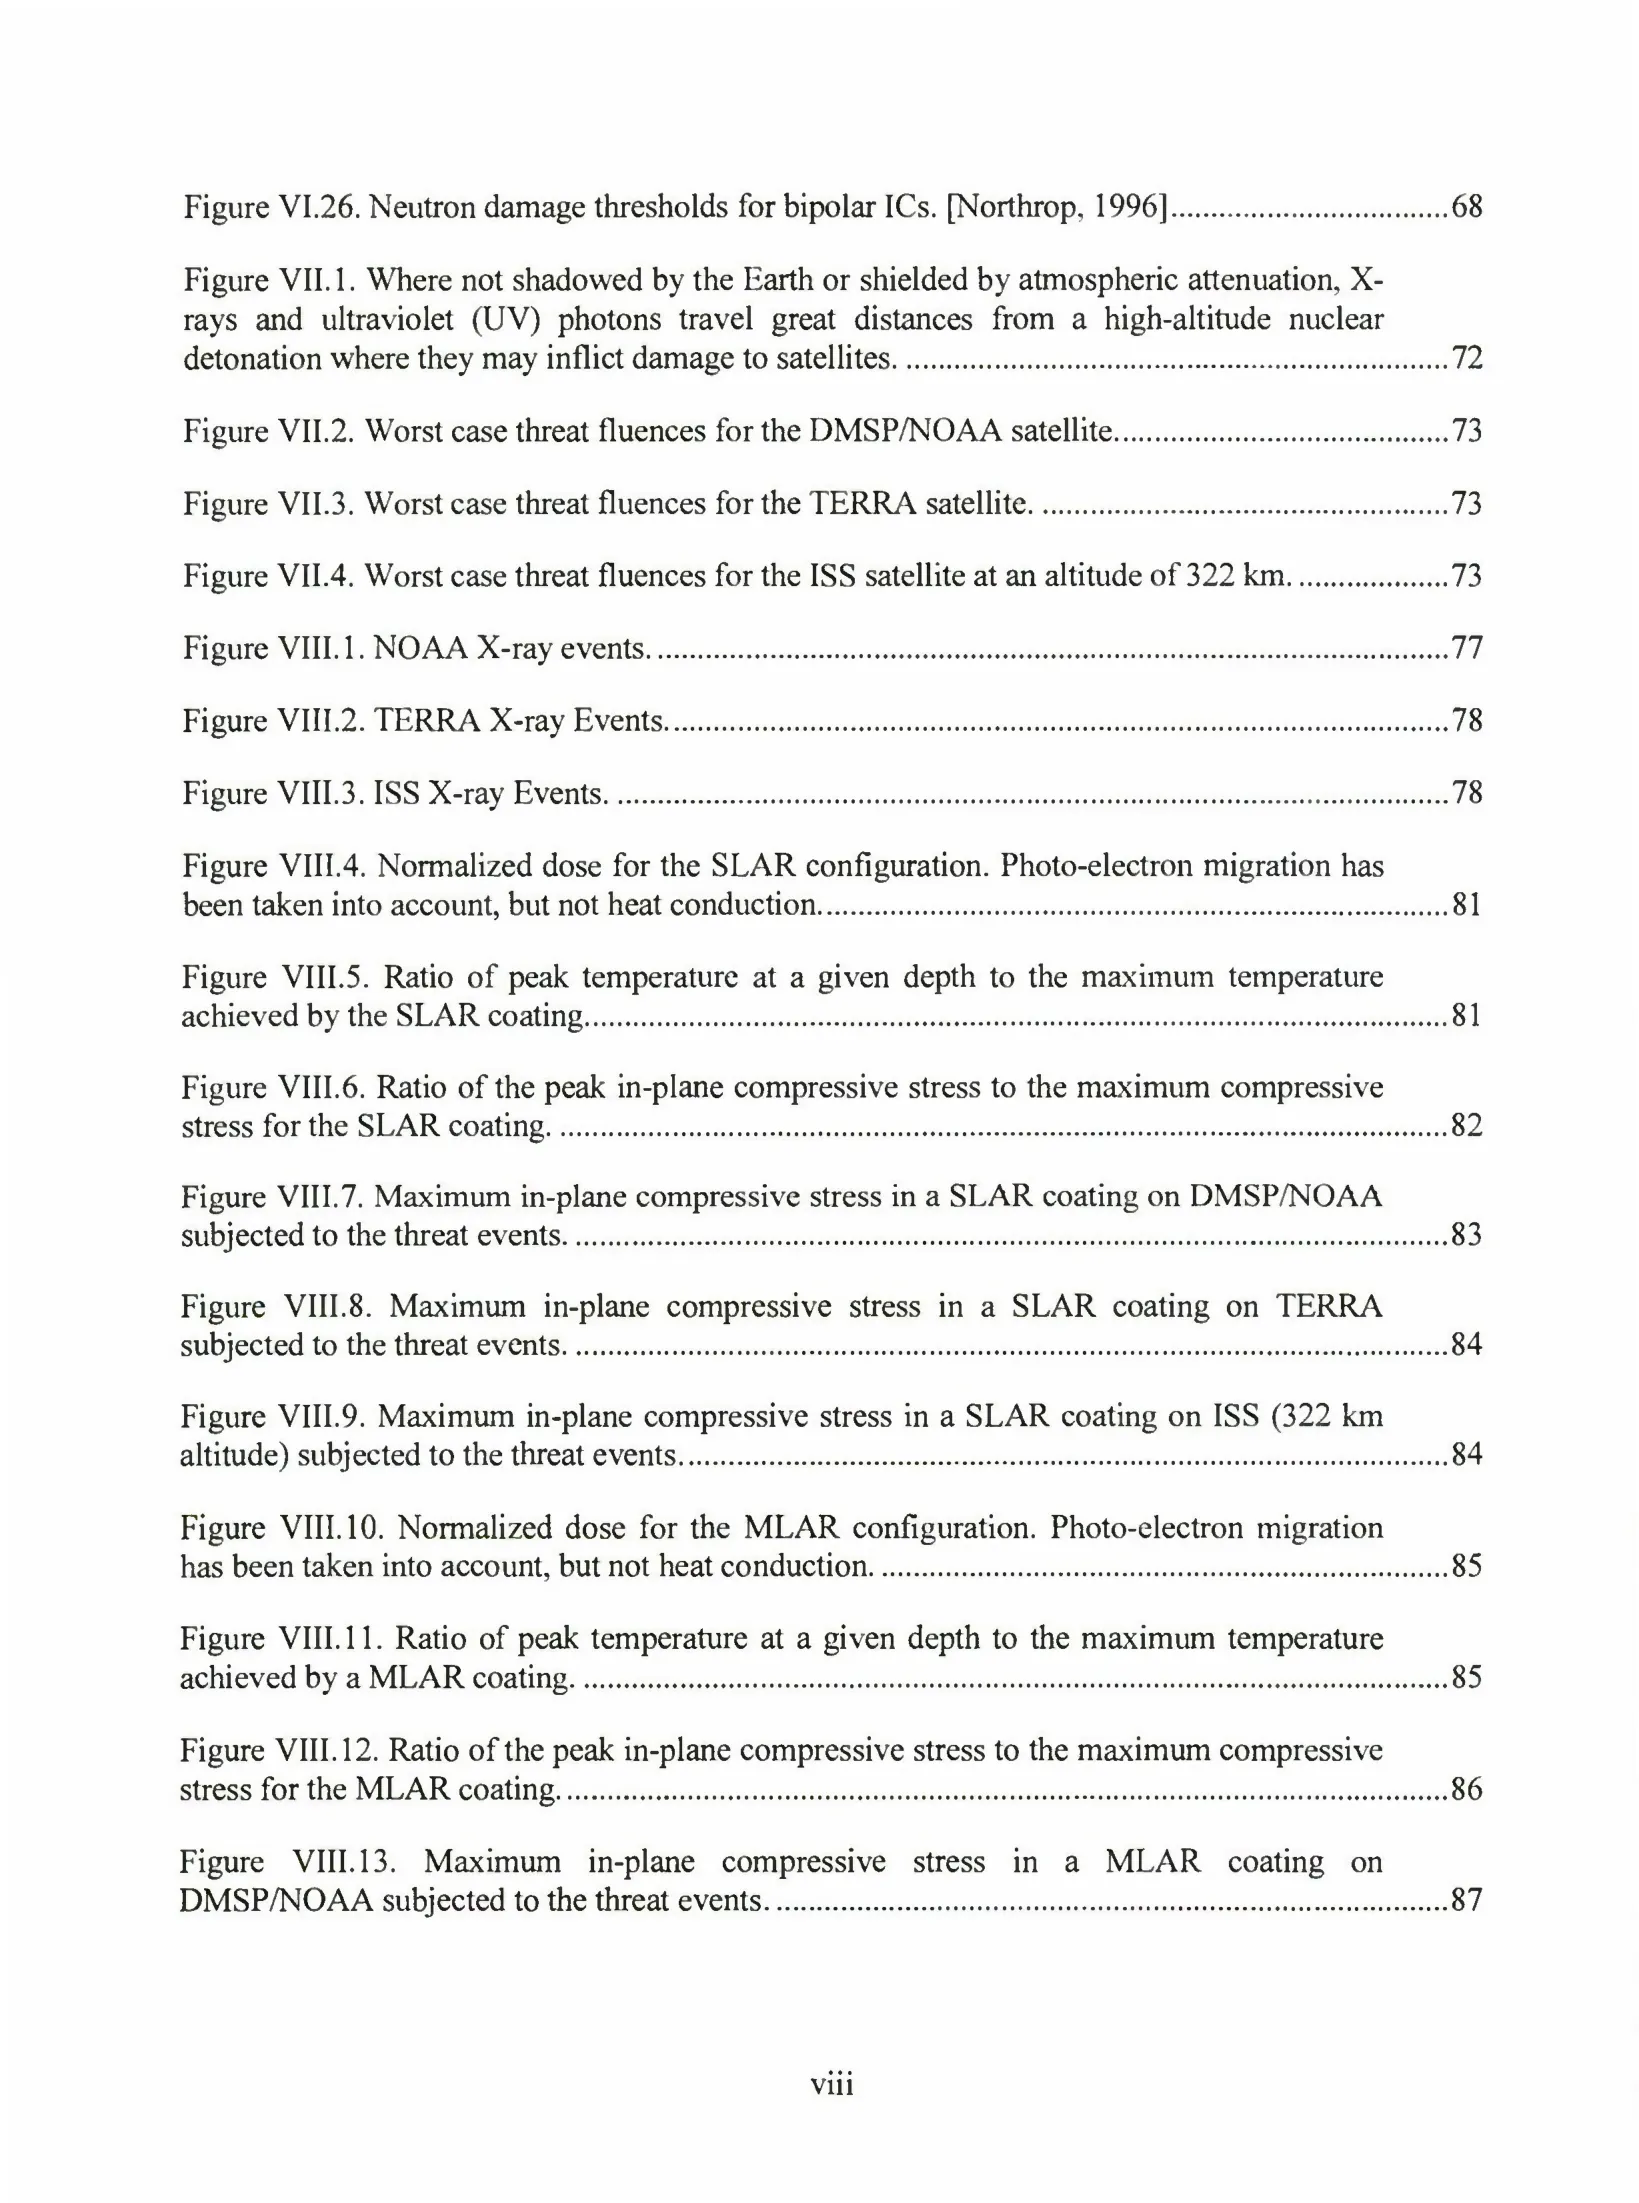 Figure VI.26. Neutron damage thresholds for bipolar ICs. [Northrop, 1996]..................................68
Figure VII.1. Where not shadowed by the Earth or shielded by atmospheric attenuation, X-
rays and ultraviolet (UV) photons travel great distances from a high-altitude nuclear
detonation where they may inflict damage to satellites. ....................................................................72
Figure VII.2. Worst case threat fluences for the DMSP/NOAA satellite.........................................73
Figure VII.3. Worst case threat fluences for the TERRA satellite. ..................................................73
Figure VII.4. Worst case threat fluences for the ISS satellite at an altitude of 322 km. ...................73
Figure VIII.1. NOAA X-ray events. ..................................................................................................77
Figure VIII.2. TERRA X-ray Events.................................................................................................78
Figure VIII.3. ISS X-ray Events. .......................................................................................................78
Figure VIII.4. Normalized dose for the SLAR configuration. Photo-electron migration has
been taken into account, but not heat conduction..............................................................................81
Figure VIII.5. Ratio of peak temperature at a given depth to the maximum temperature
achieved by the SLAR coating...........................................................................................................81
Figure VIII.6. Ratio of the peak in-plane compressive stress to the maximum compressive
stress for the SLAR coating. ..............................................................................................................82
Figure VIII.7. Maximum in-plane compressive stress in a SLAR coating on DMSP/NOAA
subjected to the threat events. ............................................................................................................83
Figure VIII.8. Maximum in-plane compressive stress in a SLAR coating on TERRA
subjected to the threat events. ............................................................................................................84
Figure VIII.9. Maximum in-plane compressive stress in a SLAR coating on ISS (322 km
altitude) subjected to the threat events...............................................................................................84
Figure VIII.10. Normalized dose for the MLAR configuration. Photo-electron migration
has been taken into account, but not heat conduction. ......................................................................85
Figure VIII.11. Ratio of peak temperature at a given depth to the maximum temperature
achieved by a MLAR coating. ...........................................................................................................85
Figure VIII.12. Ratio of the peak in-plane compressive stress to the maximum compressive
stress for the MLAR coating. .............................................................................................................86
Figure VIII.13. Maximum in-plane compressive stress in a MLAR coating on
DMSP/NOAA subjected to the threat events. ...................................................................................87
viii